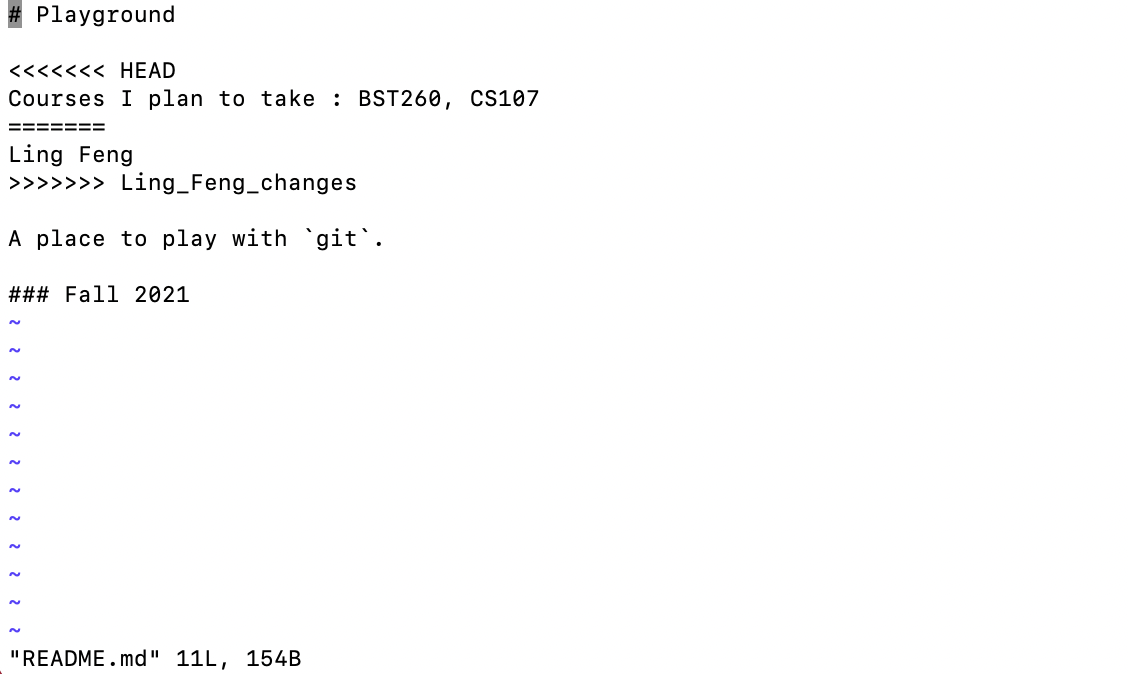 # Playground

<<<<<<< HEAD
Courses I plan to take : BST260, CS107
=======
Ling Feng
>>>>>>> Ling_Feng_changes

A place to play with `git`.

### Fall 2021
~
~
~
~
~
~
~
~
~
~
~
~
"README.md" 11L, 154B